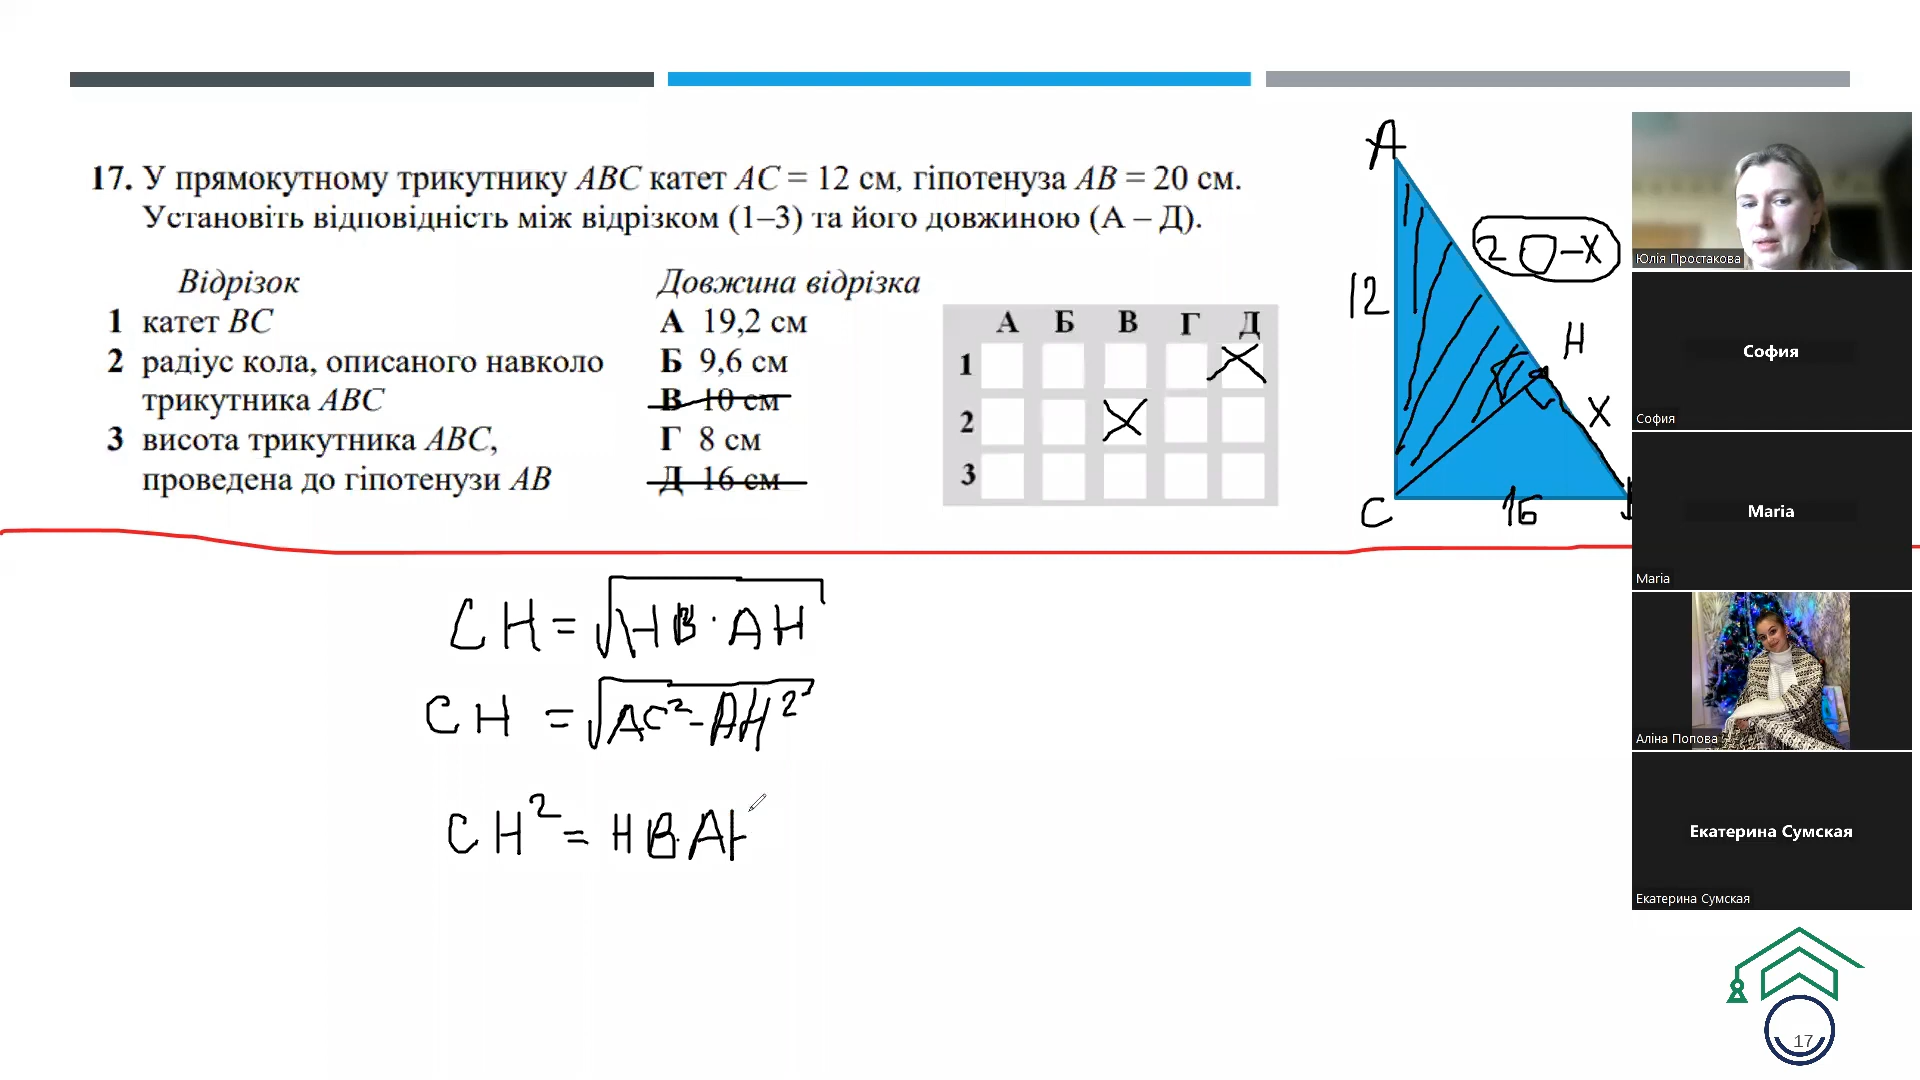 17. У прямокутному трикутнику ABC катет AC = 12 см, гіпотенуза AB = 20 см.
Установіть відповідність між відрізком (1–3) та його довжиною (А – Д).
Відрізок
1 катет BC
2 радіус кола, описаного навколо
трикутника ABC
3 висота трикутника ABC,
проведена до гіпотенузи AB
Довжина відрізка
А 19,2 см
Б 9,6 см
В 10 см
Г 8 см
Д 16 см
А Б В Г Д
1 X
2 X
3
A
20-x
12
H
x
C
16
CH = √HB·AH
CH = √AC²-AH²
CH² = HB·AH
Юлія Простакова
София
София
Maria
Maria
Аліна Попова
Екатерина Сумская
Екатерина Сумская
17